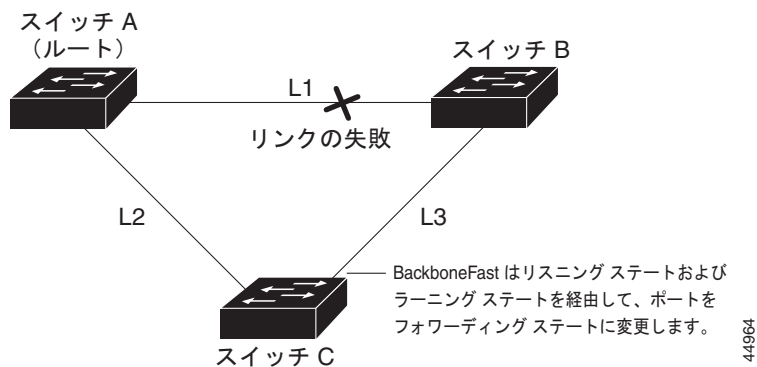 スイッチ A
（ルート）
スイッチ B
L1
リンクの失敗
L2
L3
BackboneFast はリスニング ステートおよび
ラーニング ステートを経由して、ポートを
フォワーディング ステートに変更します。
スイッチ C
44964